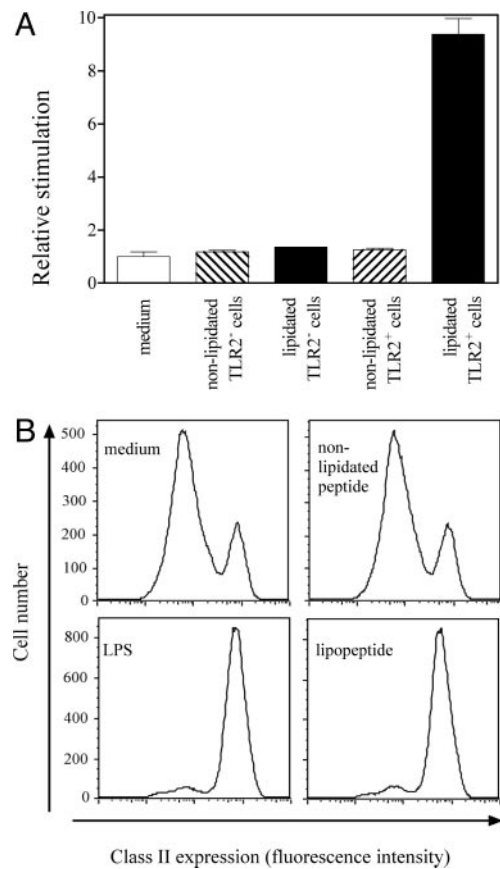 A
Relative stimulation
10
8
6
4
2
0
medium
non-lipidated
TLR2- cells
lipidated
TLR2- cells
non-lipidated
TLR2+ cells
lipidated
TLR2+ cells
B
Cell number
500
400
300
200
100
0
medium
non-
lipidated
peptide
800
600
400
200
0
LPS
lipopeptide
Class II expression (fluorescence intensity)